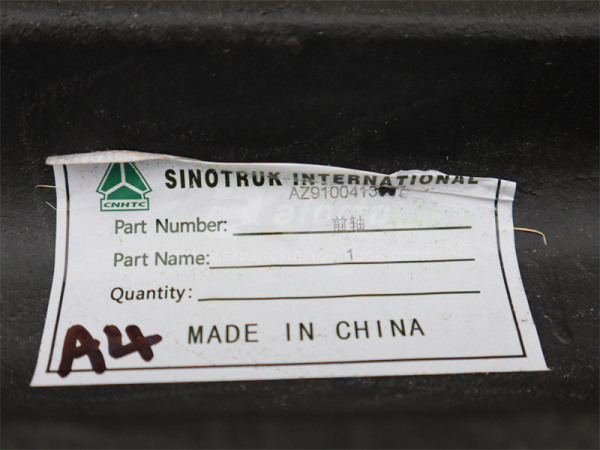 SINOTRUK INTERNATIONAL
CNHTC
Part Number:
前轴
Part Name:
1
Quantity:
A4 MADE IN CHINA